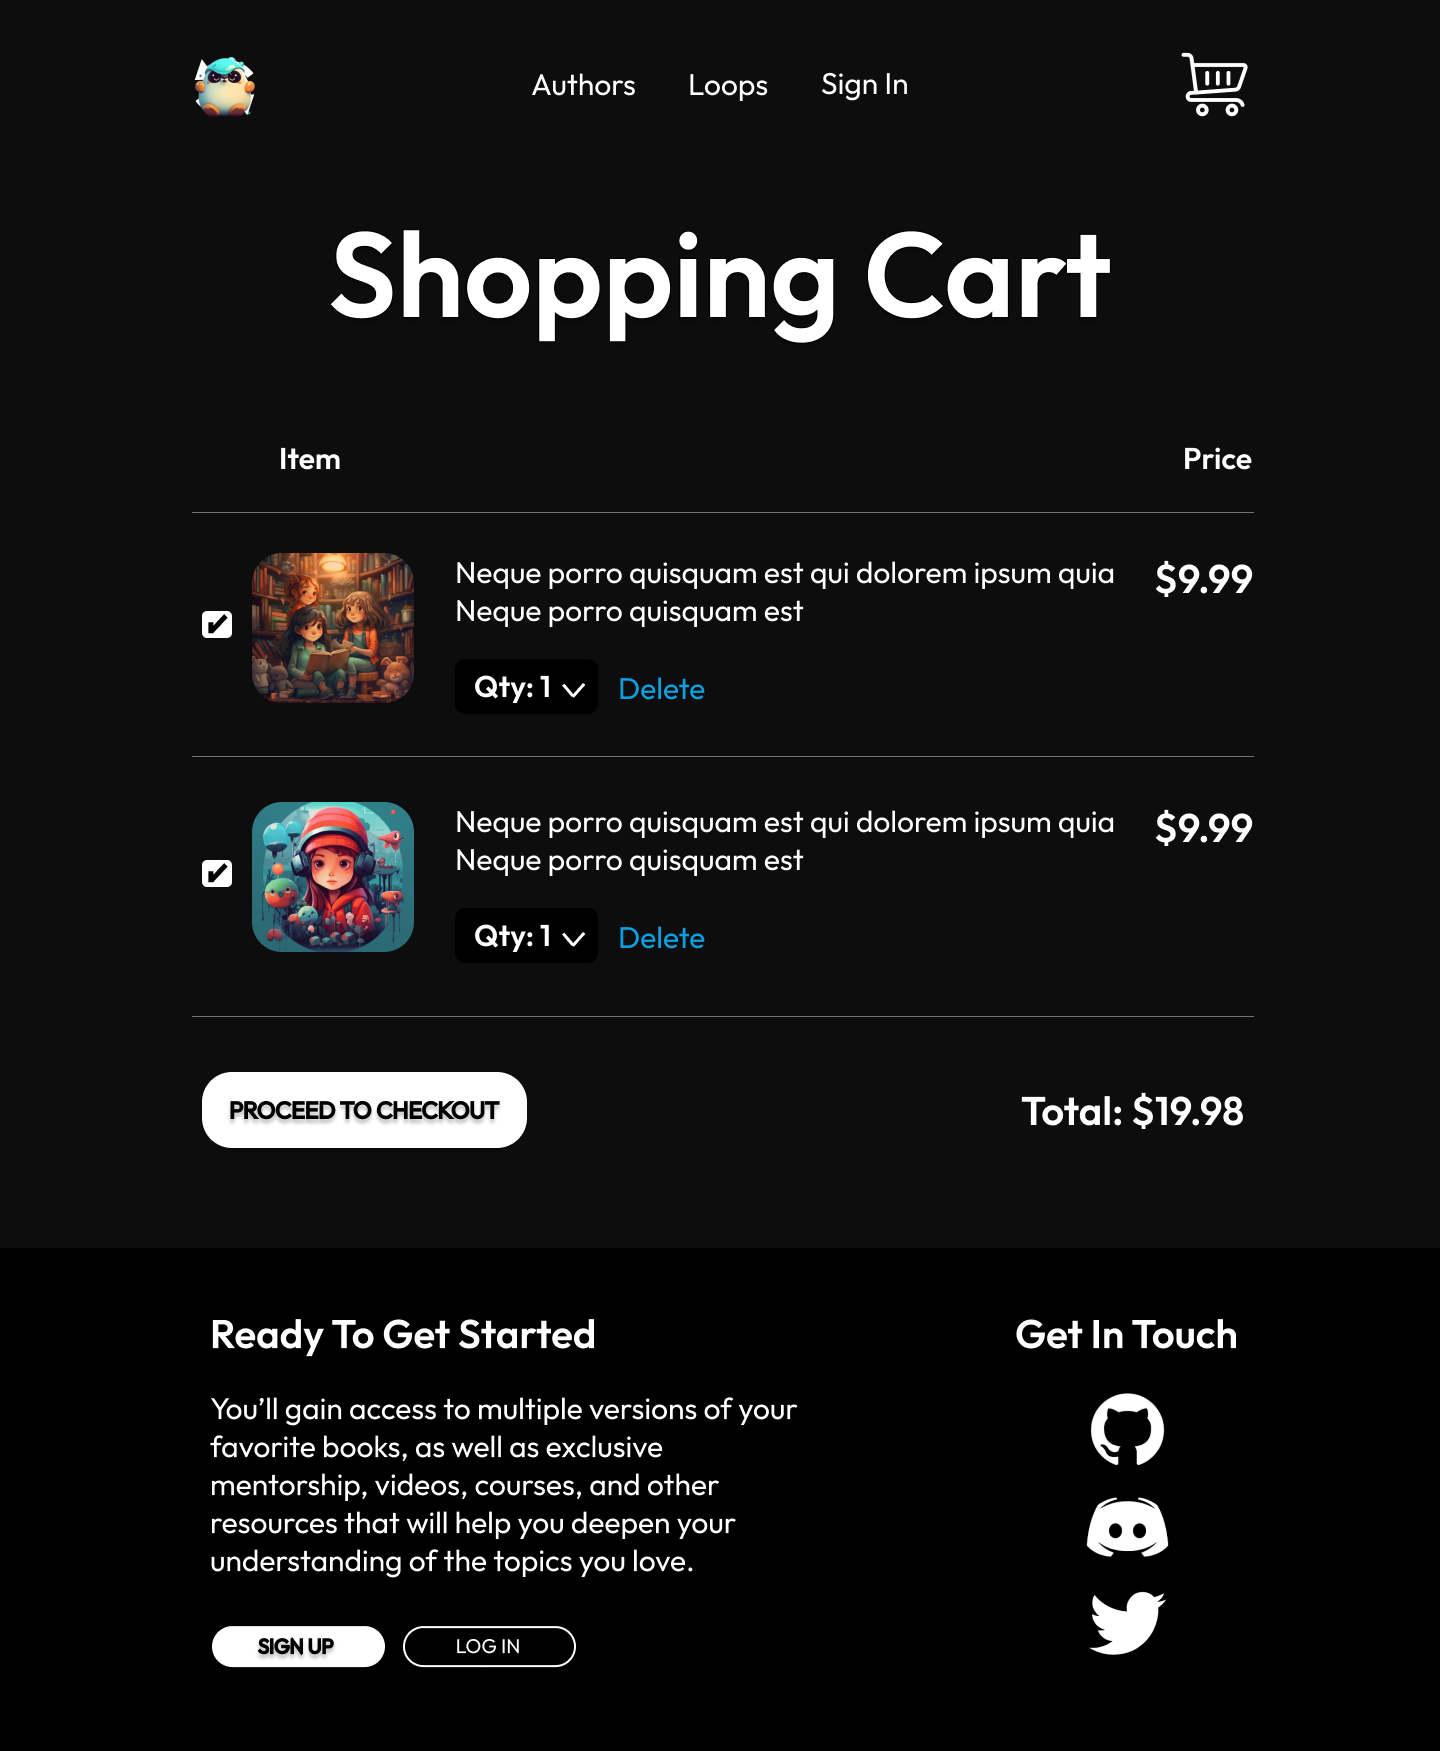 Authors Loops Sign In
Shopping Cart
Item Price
Neque porro quisquam est qui dolorem ipsum quia $9.99
Neque porro quisquam est
Qty: 1 Delete
Neque porro quisquam est qui dolorem ipsum quia $9.99
Neque porro quisquam est
Qty: 1 Delete
PROCEED TO CHECKOUT Total: $19.98
Ready To Get Started
You’ll gain access to multiple versions of your
favorite books, as well as exclusive
mentorship, videos, courses, and other
resources that will help you deepen your
understanding of the topics you love.
SIGN UP LOG IN
Get In Touch